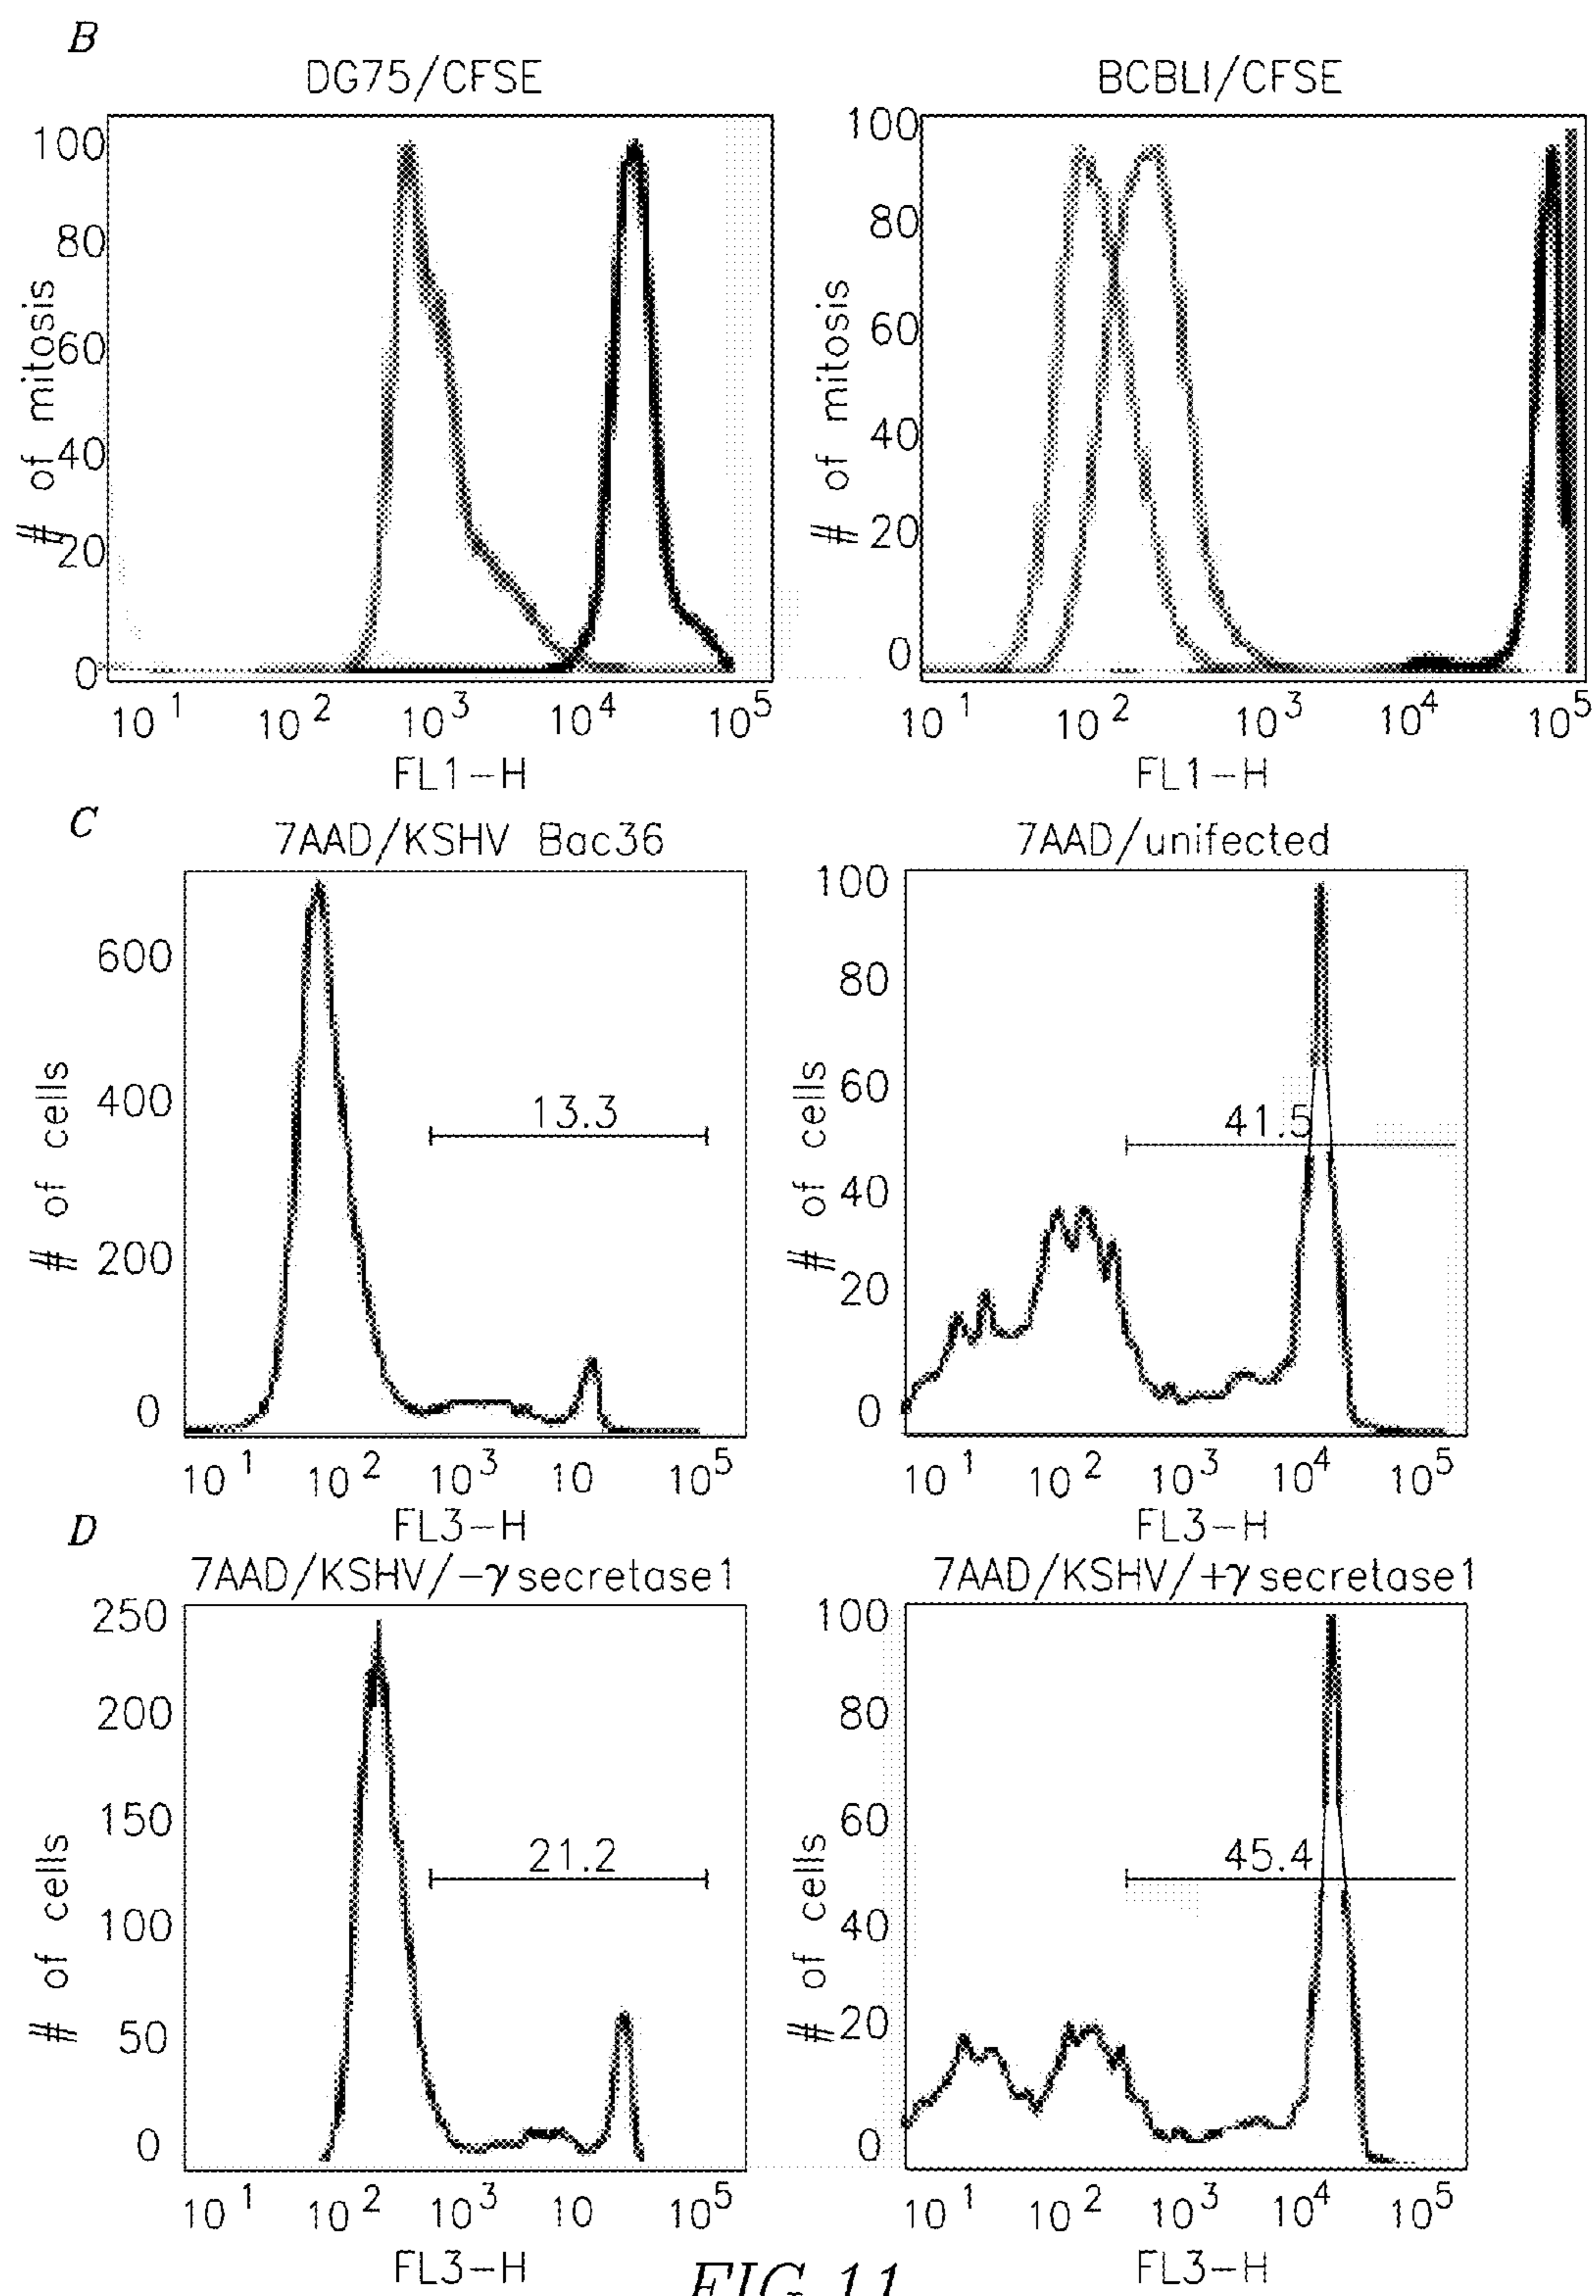 B
DG75/CFSE
BCBLI/CFSE
100
80
60
40
20
0
# of mitosis
10 1 10 2 10 3 10 4 10 5
FL1-H
100
80
60
40
20
0
# of mitosis
10 1 10 2 10 3 10 4 10 5
FL1-H
C
7AAD/KSHV Bac36
7AAD/unifected
600
400
200
0
# of cells
13.3
10 1 10 2 10 3 10 10 5
FL3-H
100
80
60
40
20
0
# of cells
41.5
10 1 10 2 10 3 10 4 10 5
FL3-H
D
7AAD/KSHV/-γ secretase1
7AAD/KSHV/+γ secretase1
250
200
150
100
50
0
# of cells
21.2
10 1 10 2 10 3 10 10 5
FL3-H
100
80
60
40
20
0
# of cells
45.4
10 1 10 2 10 3 10 4 10 5
FL3-H
FIG. 11